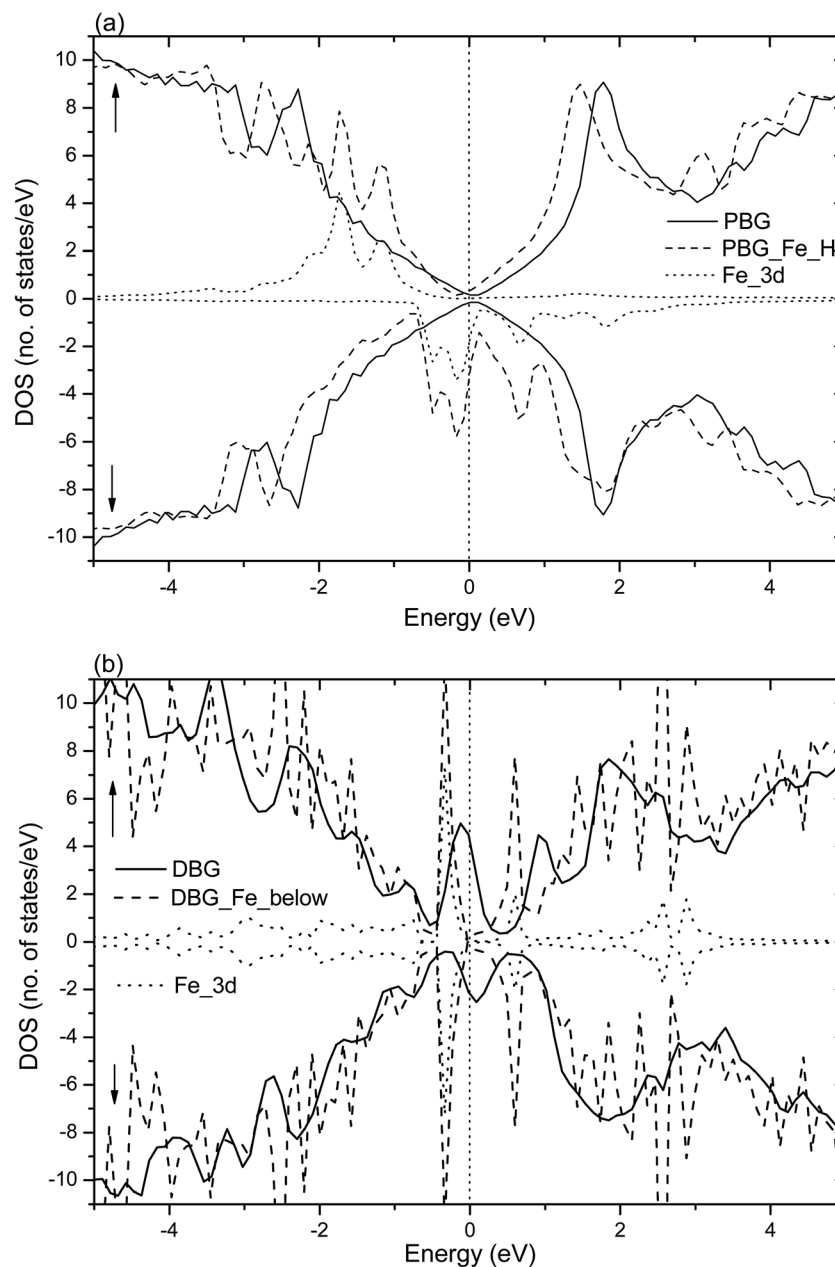 (a)
10
8
6
4
2
0
-2
-4
-6
-8
-10
DOS (no. of states/eV)
PBG
PBG_Fe_H
Fe_3d
-4
-2
0
2
4
Energy (eV)
(b)
10
8
6
4
2
0
-2
-4
-6
-8
-10
DOS (no. of states/eV)
DBG
DBG_Fe_below
Fe_3d
-4
-2
0
2
4
Energy (eV)